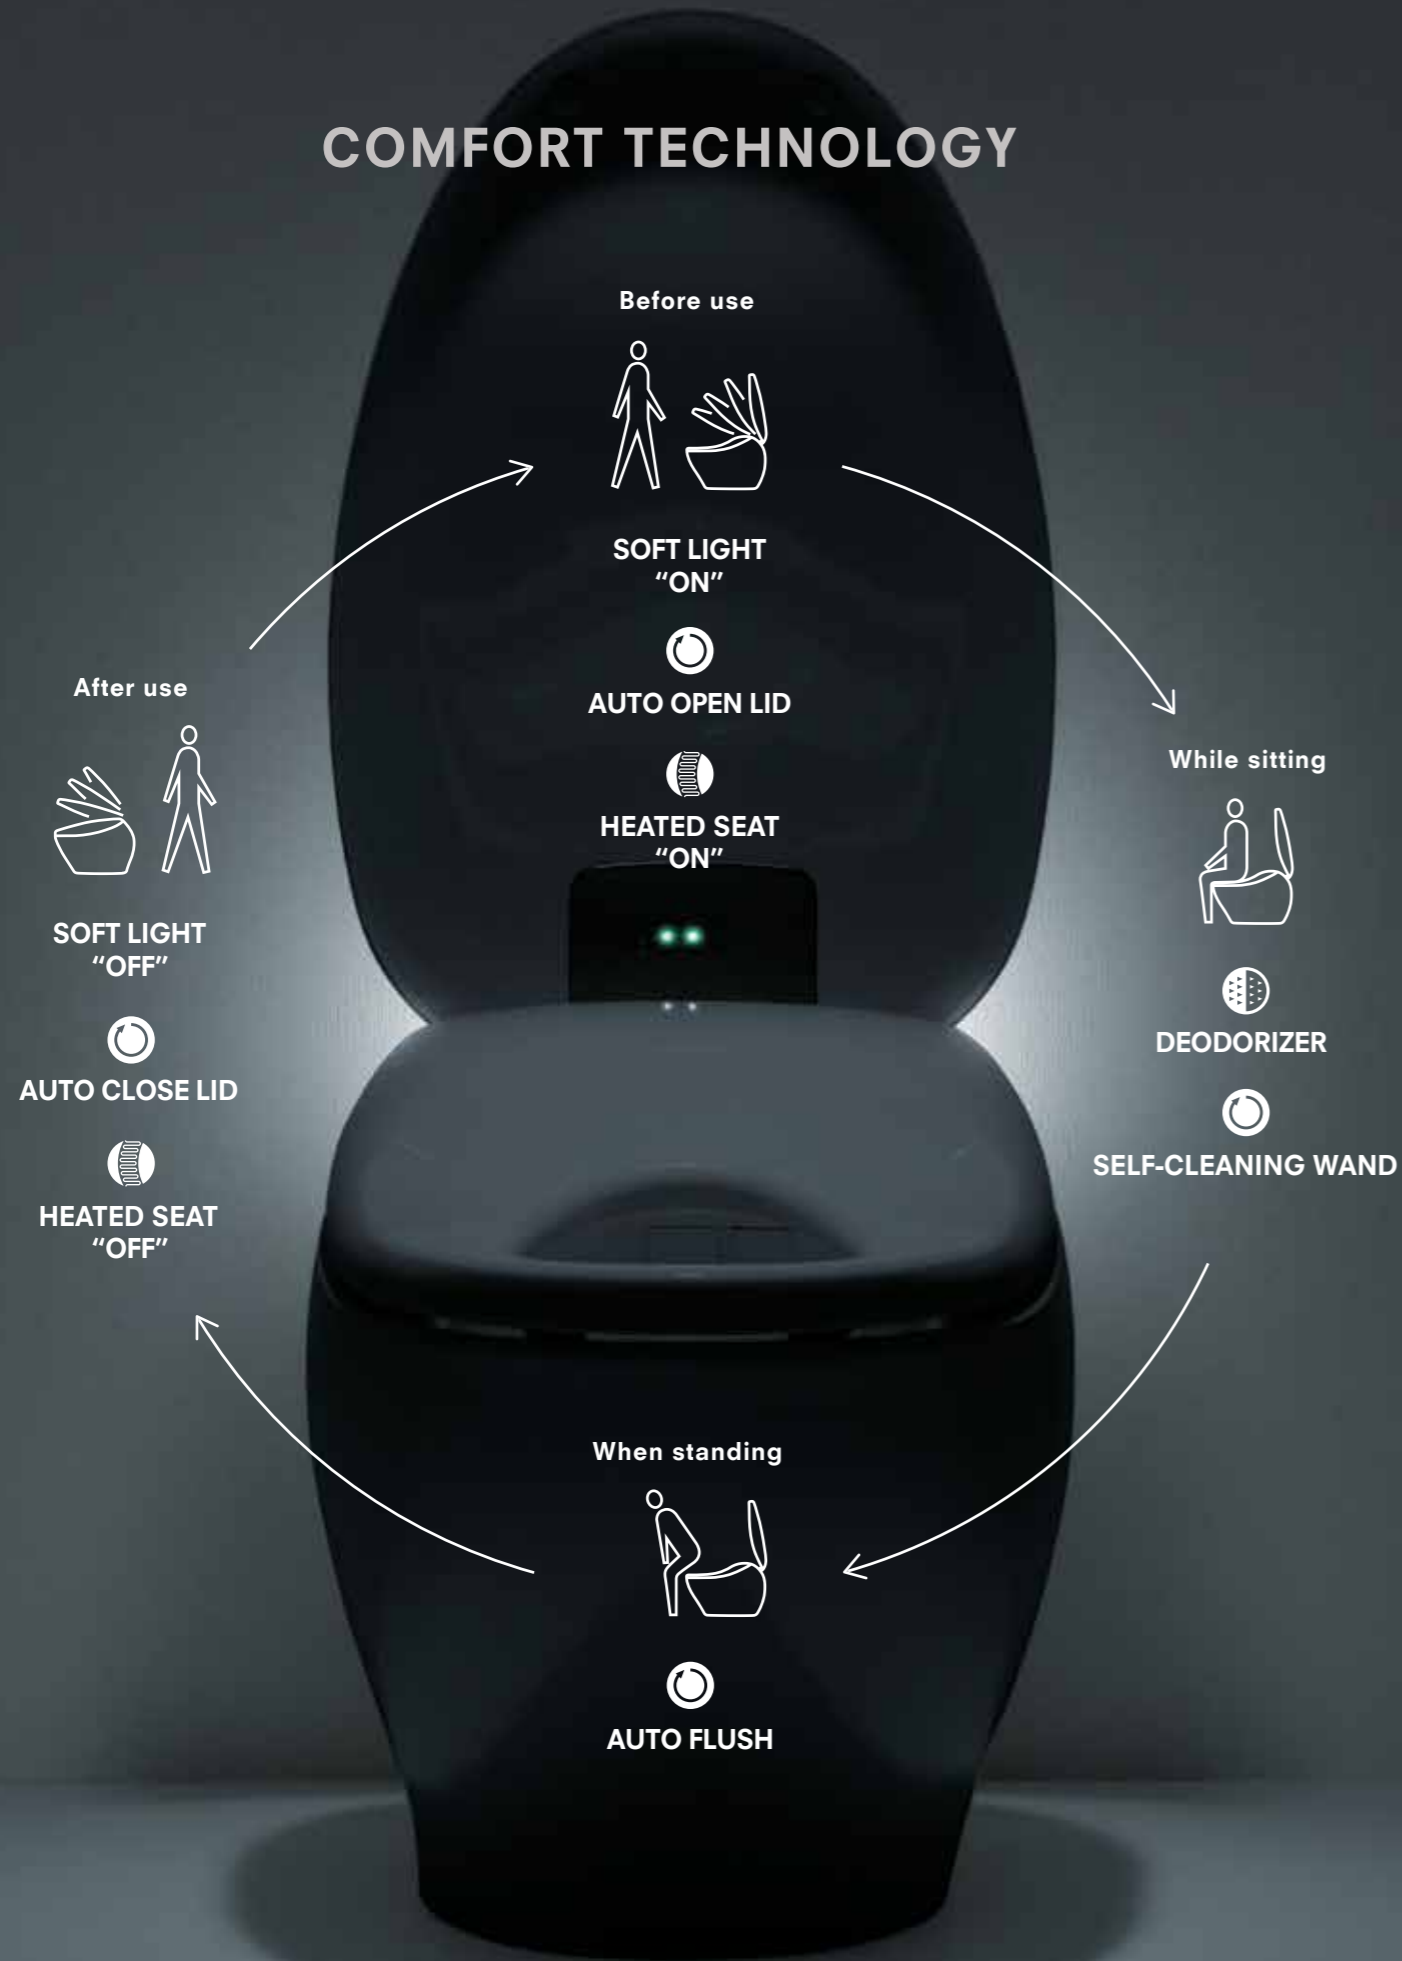 COMFORT TECHNOLOGY
Before use
SOFT LIGHT
“ON”
AUTO OPEN LID
HEATED SEAT
“ON”
While sitting
DEODORIZER
SELF-CLEANING WAND
When standing
AUTO FLUSH
After use
SOFT LIGHT
“OFF”
AUTO CLOSE LID
HEATED SEAT
“OFF”